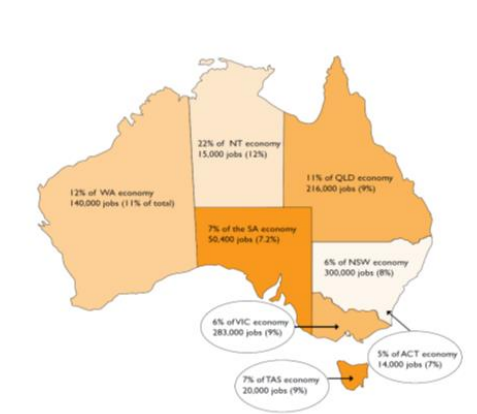 22% of NT economy
15,000 jobs (12%)
11% of QLD economy
216,000 jobs (9%)
12% of WA economy
140,000 jobs (11% of total)
7% of the SA economy
50,400 jobs (7.2%)
6% of NSW economy
300,000 jobs (8%)
6% of VIC economy
283,000 jobs (9%)
5% of ACT economy
14,000 jobs (7%)
7% of TAS economy
20,000 jobs (9%)